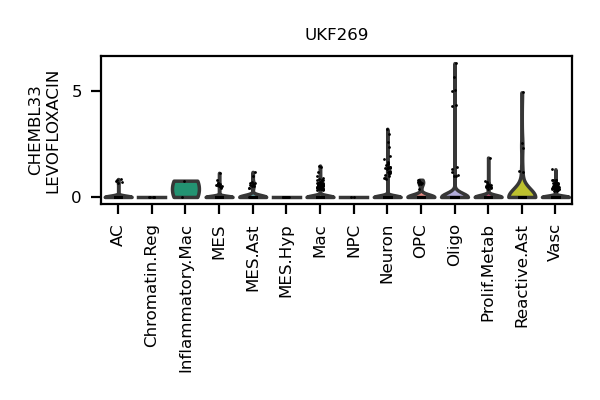 UKF269
CHEMBL33
LEVOFLOXACIN
5
0
AC
Chromatin.Reg
Inflammatory.Mac
MES
MES.Ast
MES.Hyp
Mac
NPC
Neuron
OPC
Oligo
Prolif.Metab
Reactive.Ast
Vasc